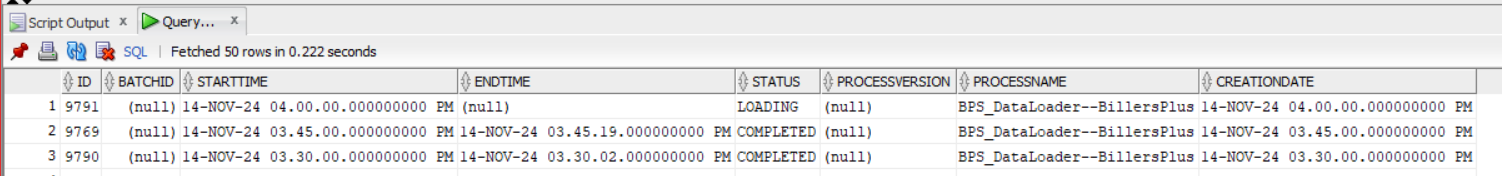 Script Output x Query... x
SQL | Fetched 50 rows in 0.222 seconds
ID BATCHID STARTTIME ENDTIME STATUS PROCESSVERSION PROCESSNAME CREATIONDATE
1 9791 (null) 14-NOV-24 04.00.00.000000000 PM (null) LOADING (null) BPS_DataLoader--BillersPlus 14-NOV-24 04.00.00.000000000 PM
2 9769 (null) 14-NOV-24 03.45.00.000000000 PM 14-NOV-24 03.45.19.000000000 PM COMPLETED (null) BPS_DataLoader--BillersPlus 14-NOV-24 03.45.00.000000000 PM
3 9790 (null) 14-NOV-24 03.30.00.000000000 PM 14-NOV-24 03.30.02.000000000 PM COMPLETED (null) BPS_DataLoader--BillersPlus 14-NOV-24 03.30.00.000000000 PM